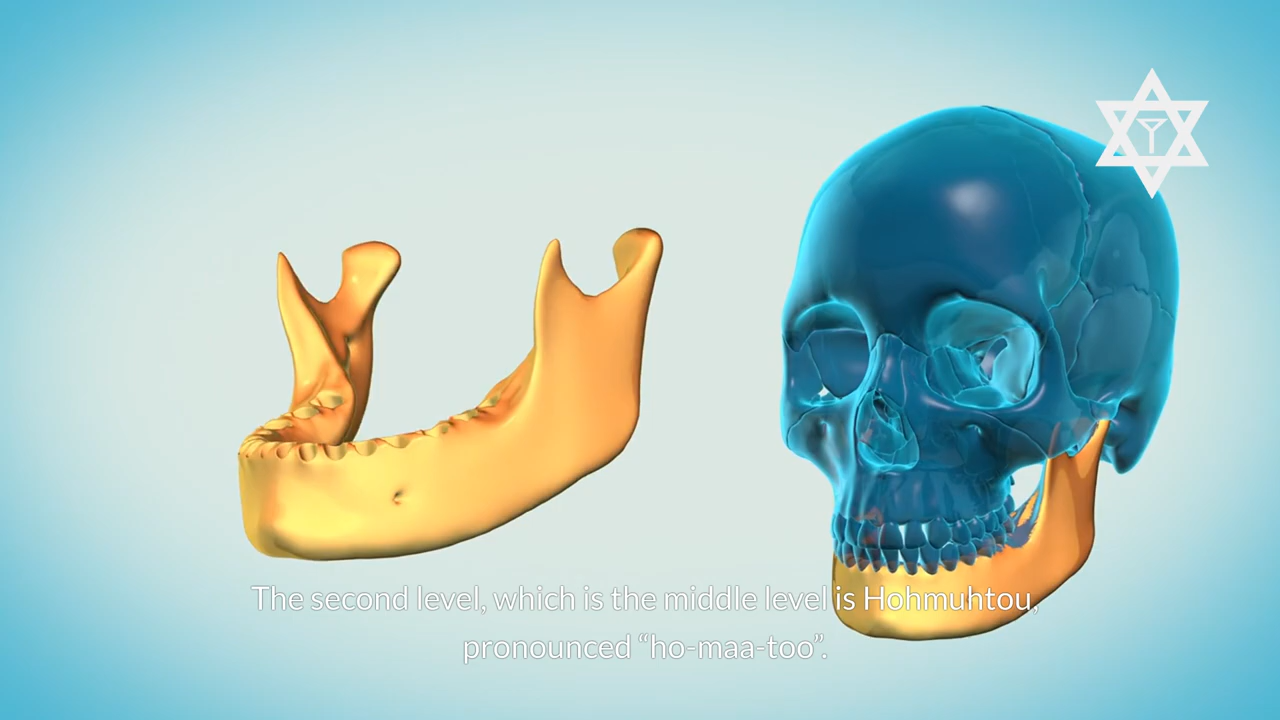 The second level, which is the middle level is Hohmuhtou,
pronounced “ho-maa-too”.